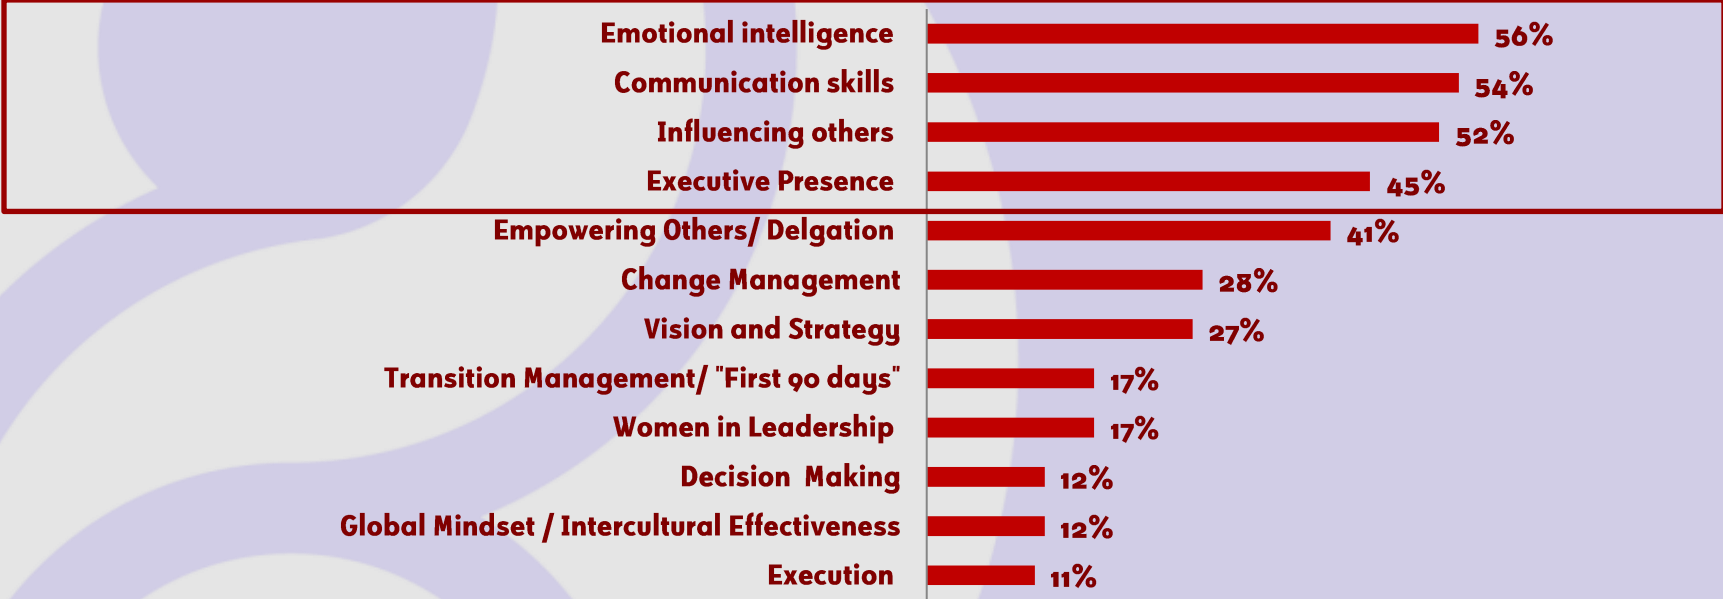 Emotional intelligence 56%
Communication skills 54%
Influencing others 52%
Executive Presence 45%
Empowering Others/ Delgation 41%
Change Management 28%
Vision and Strategy 27%
Transition Management/ "First 90 days" 17%
Women in Leadership 17%
Decision  Making 12%
Global Mindset / Intercultural Effectiveness 12%
Execution 11%